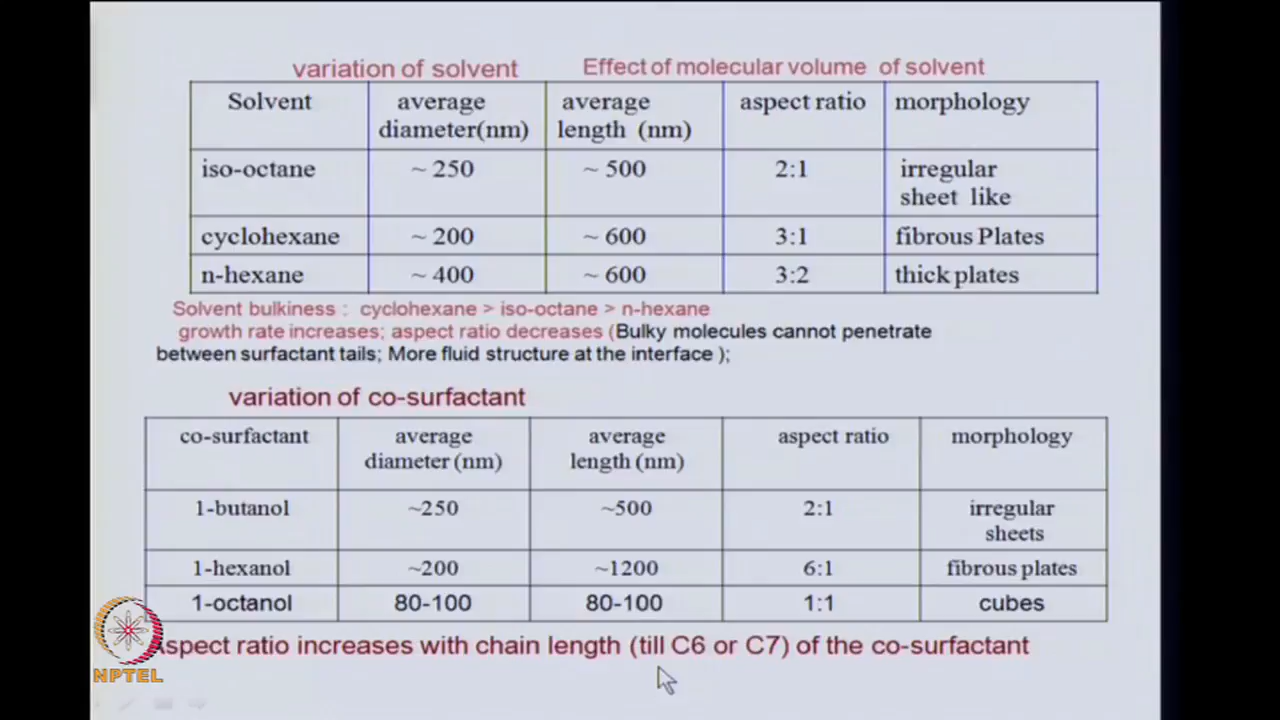 variation of solvent Effect of molecular volume of solvent
Solvent average diameter(nm) average length (nm) aspect ratio morphology
iso-octane ~ 250 ~ 500 2:1 irregular sheet like
cyclohexane ~ 200 ~ 600 3:1 fibrous Plates
n-hexane ~ 400 ~ 600 3:2 thick plates
Solvent bulkiness : cyclohexane > iso-octane > n-hexane
growth rate increases; aspect ratio decreases (Bulky molecules cannot penetrate
between surfactant tails; More fluid structure at the interface );
variation of co-surfactant
co-surfactant average diameter (nm) average length (nm) aspect ratio morphology
1-butanol ~250 ~500 2:1 irregular sheets
1-hexanol ~200 ~1200 6:1 fibrous plates
1-octanol 80-100 80-100 1:1 cubes
Aspect ratio increases with chain length (till C6 or C7) of the co-surfactant
NPTEL